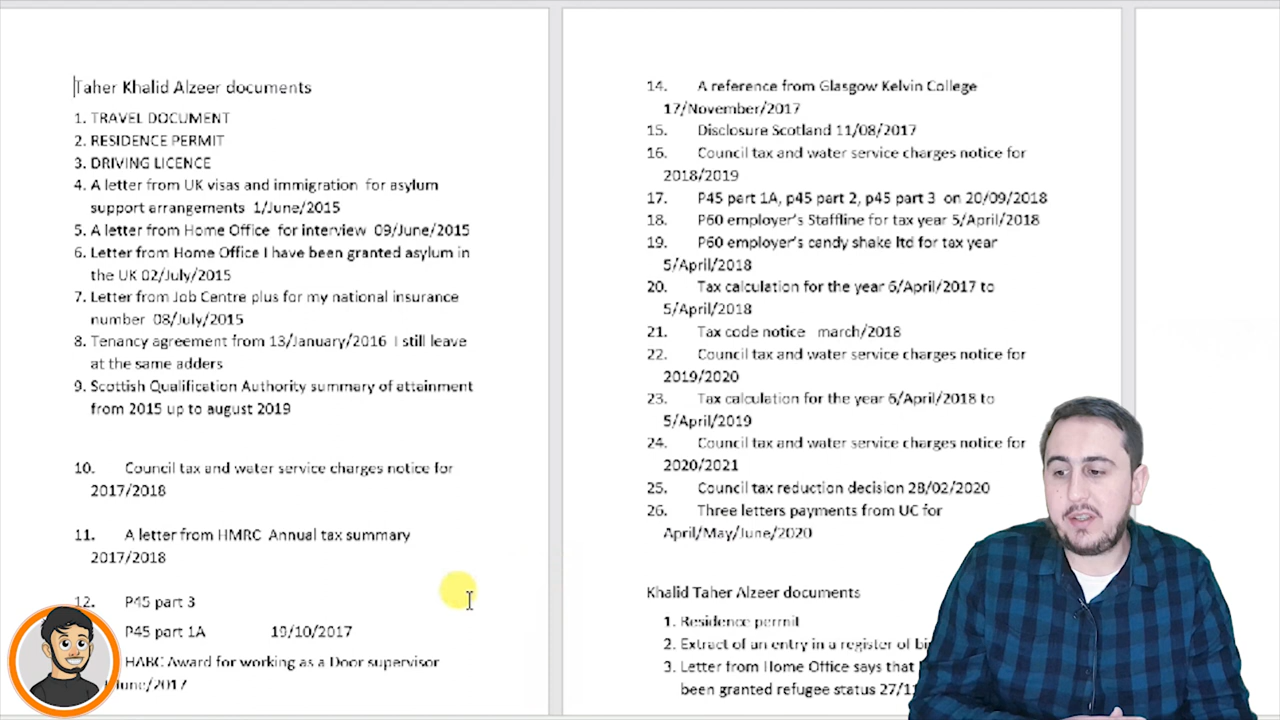 Taher Khalid Alzeer documents
1. TRAVEL DOCUMENT
2. RESIDENCE PERMIT
3. DRIVING LICENCE
4. A letter from UK visas and immigration for asylum
support arrangements 1/June/2015
5. A letter from Home Office for interview 09/June/2015
6. Letter from Home Office I have been granted asylum in
the UK 02/July/2015
7. Letter from Job Centre plus for my national insurance
number 08/July/2015
8. Tenancy agreement from 13/January/2016 I still leave
at the same adders
9. Scottish Qualification Authority summary of attainment
from 2015 up to august 2019
10. Council tax and water service charges notice for
2017/2018
11. A letter from HMRC Annual tax summary
2017/2018
12. P45 part 3
P45 part 1A 19/10/2017
HABC Award for working as a Door supervisor
June/2017
14. A reference from Glasgow Kelvin College
17/November/2017
15. Disclosure Scotland 11/08/2017
16. Council tax and water service charges notice for
2018/2019
17. P45 part 1A, p45 part 2, p45 part 3 on 20/09/2018
18. P60 employer's Staffline for tax year 5/April/2018
19. P60 employer's candy shake ltd for tax year
5/April/2018
20. Tax calculation for the year 6/April/2017 to
5/April/2018
21. Tax code notice march/2018
22. Council tax and water service charges notice for
2019/2020
23. Tax calculation for the year 6/April/2018 to
5/April/2019
24. Council tax and water service charges notice for
2020/2021
25. Council tax reduction decision 28/02/2020
26. Three letters payments from UC for
April/May/June/2020
Khalid Taher Alzeer documents
1. Residence permit
2. Extract of an entry in a register of
3. Letter from Home Office says that
been granted refugee status